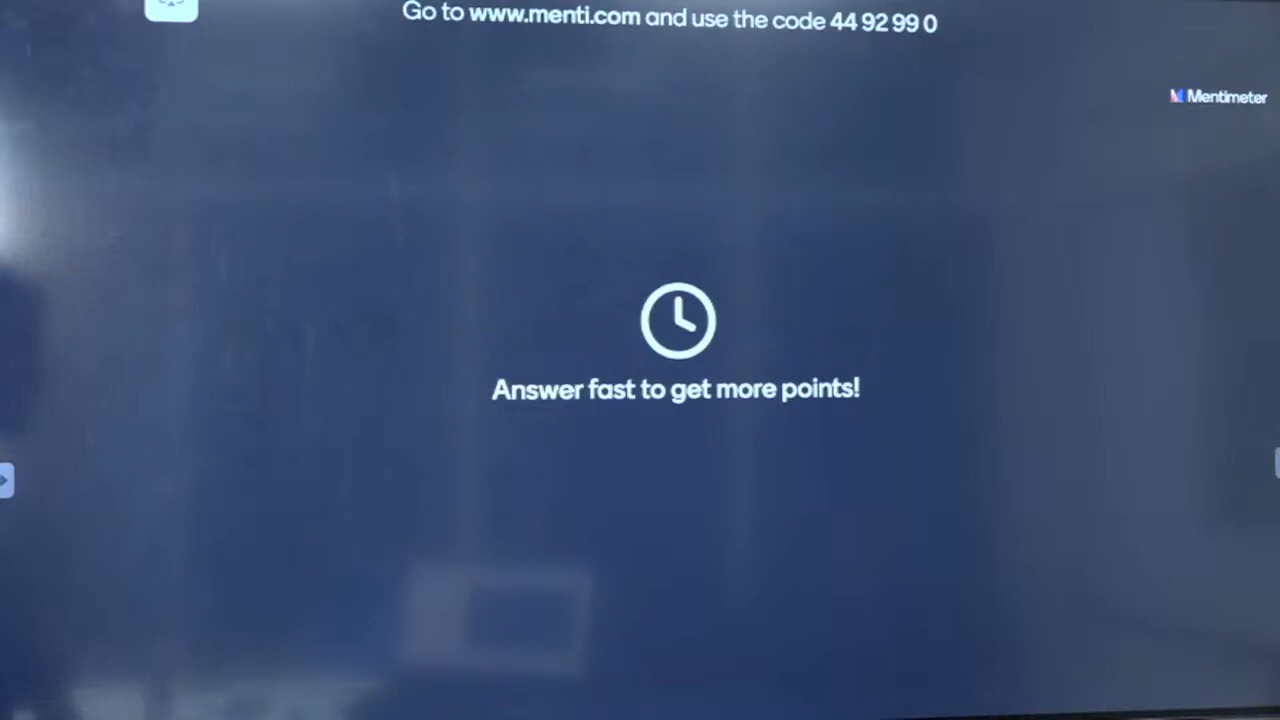 Go to www.menti.com and use the code 44 92 99 0
Mentimeter
Answer fast to get more points!